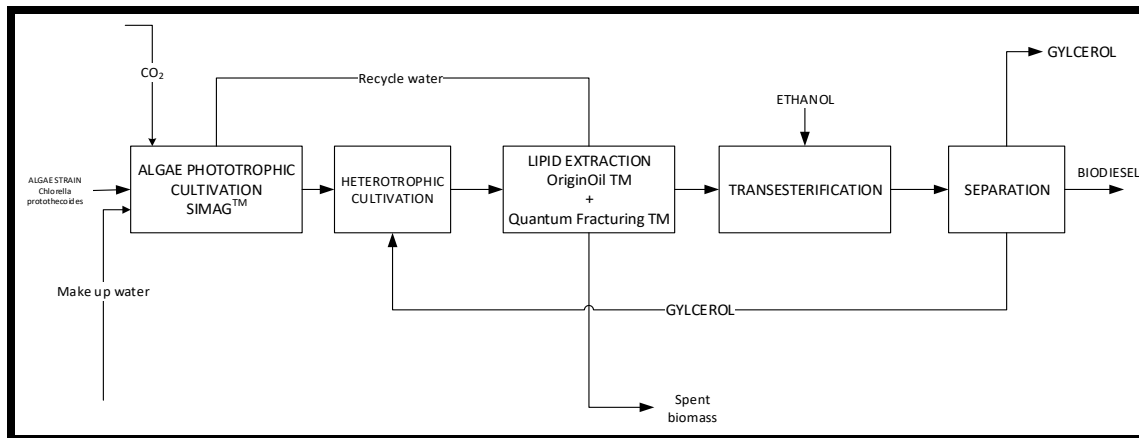 CO2
Recycle water
GYLCEROL
ETHANOL
ALGAE STRAIN
Chlorella
protothecoides
ALGAE PHOTOTROPHIC
CULTIVATION
SIMAG™
HETEROTROPHIC
CULTIVATION
LIPID EXTRACTION
OriginOil TM
+
Quantum Fracturing TM
TRANSESTERIFICATION
SEPARATION
BIODIESEL
Make up water
GYLCEROL
Spent
biomass